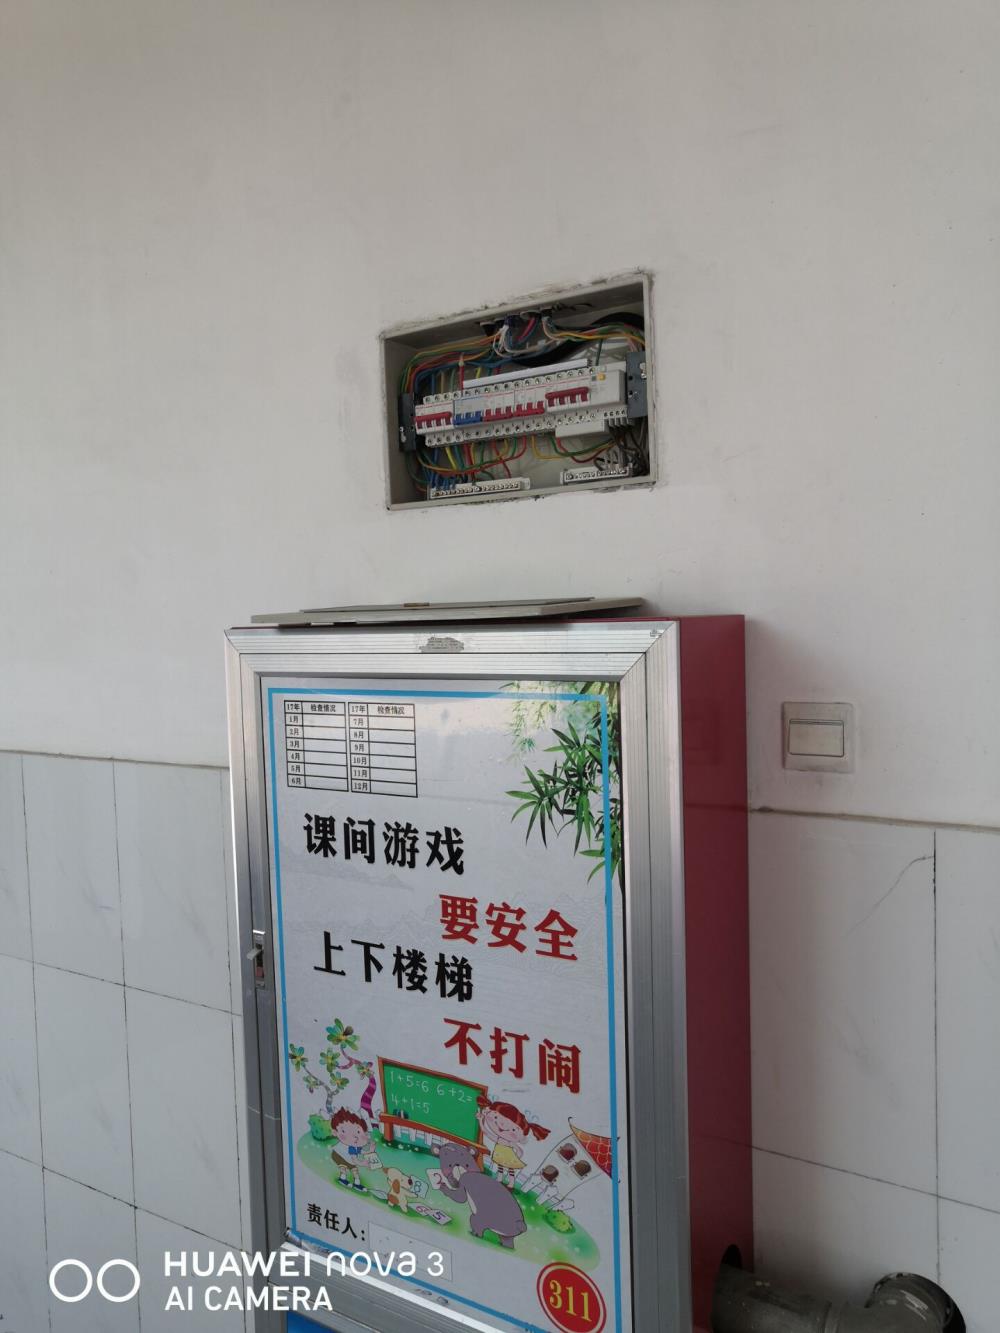 17年 检查情况 17年 检查情况
1月 7月
2月 8月
3月 9月
4月 10月
5月 11月
6月 12月
课间游戏
要安全
上下楼梯
不打闹
1+5=6 6+2=
4+1=5
责任人:
311
HUAWEI nova 3
AI CAMERA